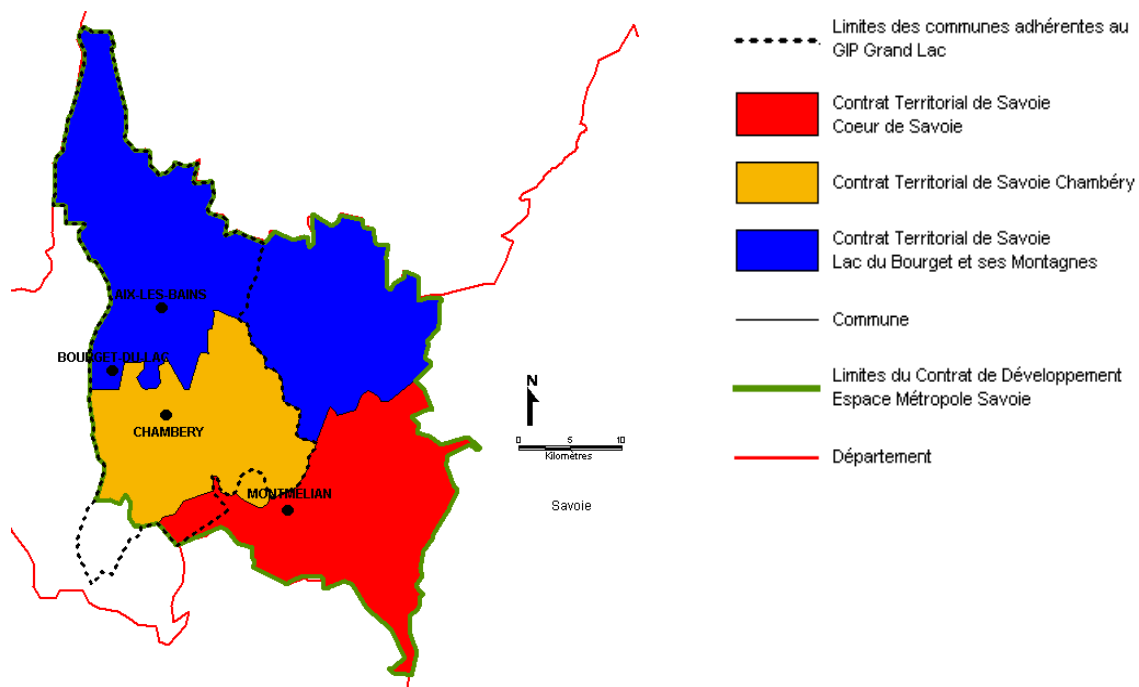 Limites des communes adhérentes au
GIP Grand Lac
Contrat Territorial de Savoie
Coeur de Savoie
Contrat Territorial de Savoie Chambéry
Contrat Territorial de Savoie
Lac du Bourget et ses Montagnes
Commune
Limites du Contrat de Développement
Espace Métropole Savoie
Département
AIX-LES-BAINS
BOURGET-DU-LAC
CHAMBERY
MONTMELIAN
N
0 5 10
Kilomètres
Savoie